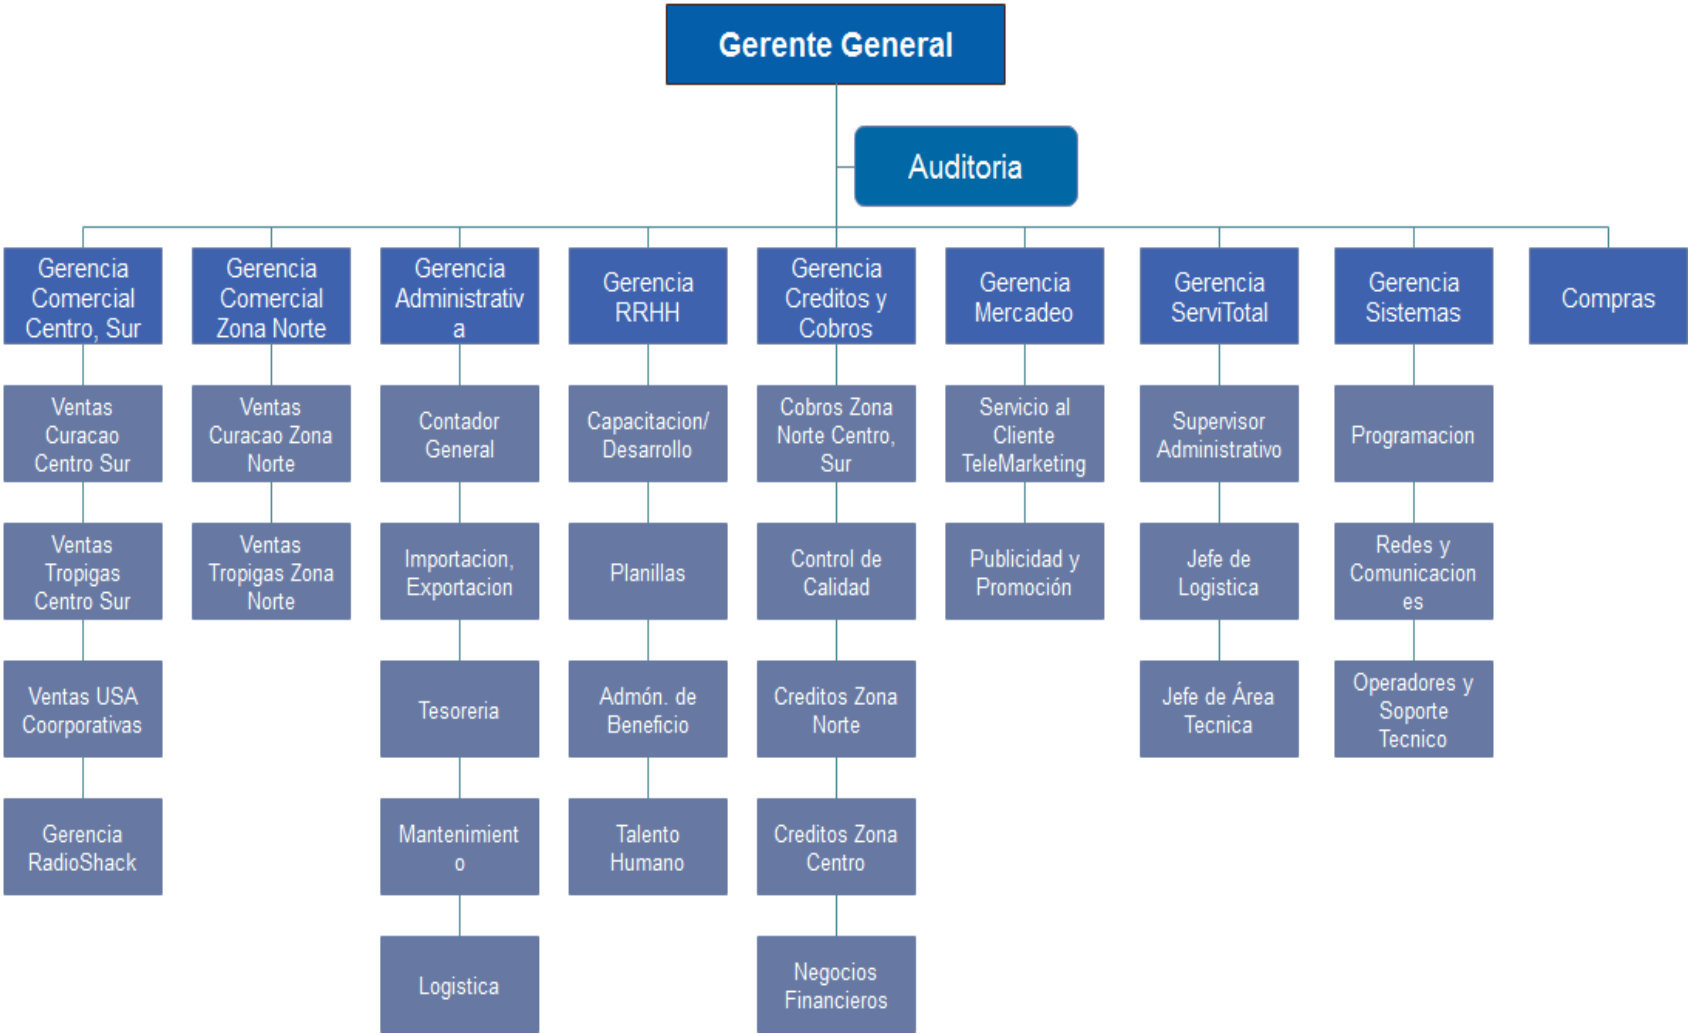 Gerente General
Auditoria
Gerencia
Comercial
Centro, Sur
Gerencia
Comercial
Zona Norte
Gerencia
Administrativ
a
Gerencia
RRHH
Gerencia
Creditos y
Cobros
Gerencia
Mercadeo
Gerencia
ServiTotal
Gerencia
Sistemas
Compras
Ventas
Curacao
Centro Sur
Ventas
Curacao Zona
Norte
Contador
General
Capacitacion/
Desarrollo
Cobros Zona
Norte Centro,
Sur
Servicio al
Cliente
TeleMarketing
Supervisor
Administrativo
Programacion
Ventas
Tropigas
Centro Sur
Ventas
Tropigas Zona
Norte
Importacion,
Exportacion
Planillas
Control de
Calidad
Publicidad y
Promoción
Jefe de
Logistica
Redes y
Comunicacion
es
Ventas USA
Coorporativas
Tesoreria
Admón. de
Beneficio
Creditos Zona
Norte
Jefe de Área
Tecnica
Operadores y
Soporte
Tecnico
Gerencia
RadioShack
Mantenimient
o
Talento
Humano
Creditos Zona
Centro
Logistica
Negocios
Financieros